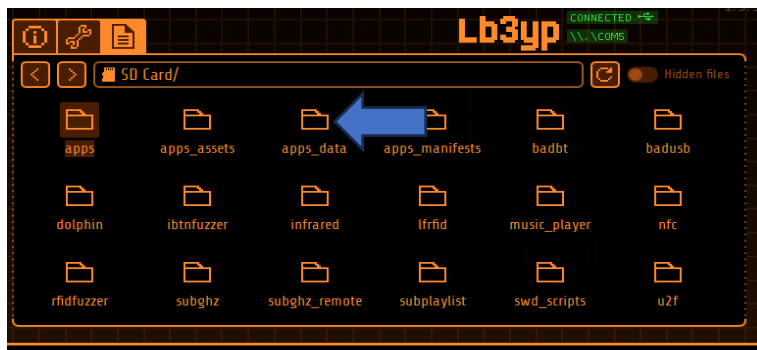 Lb3yp
CONNECTED
\\.\COM5
SD Card/
Hidden files
apps
apps_assets
apps_data
apps_manifests
badbt
badusb
dolphin
ibtnfuzzer
infrared
lfrfid
music_player
nfc
rfidfuzzer
subghz
subghz_remote
subplaylist
swd_scripts
u2f